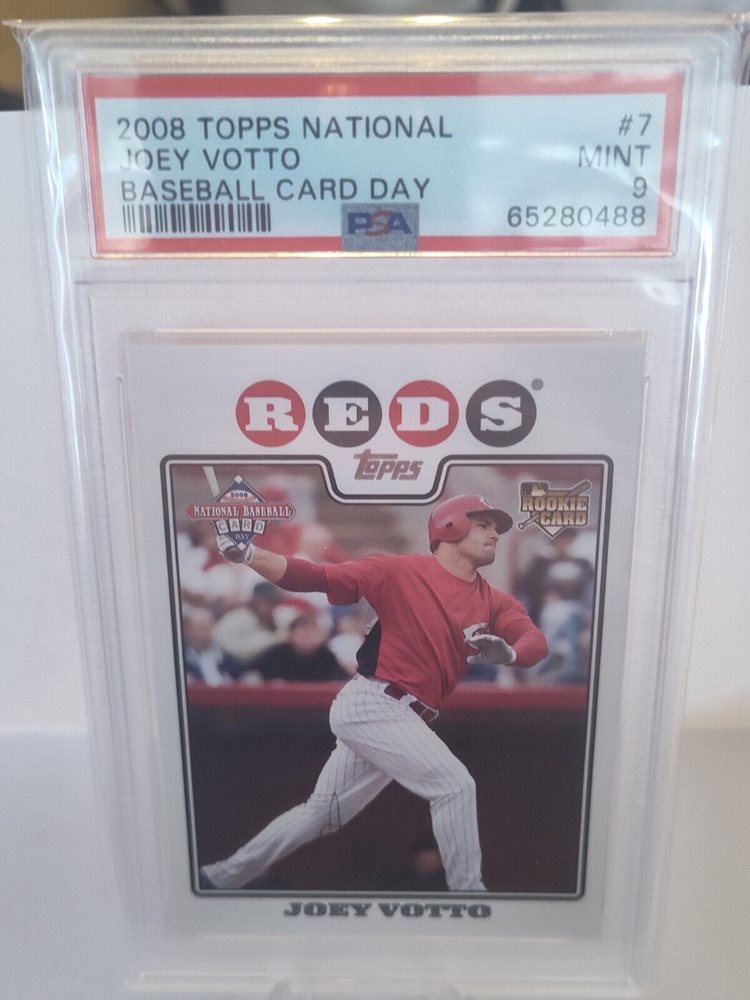 2008 TOPPS NATIONAL #7
JOEY VOTTO MINT
BASEBALL CARD DAY 9
PSA 65280488
REDS
topps
2008
NATIONAL BASEBALL
CARD
DAY
ROOKIE
CARD
JOEY VOTTO